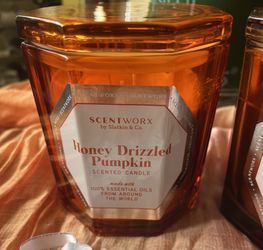 SCENTWORX
by Slatkin & Co.
Honey Drizzled
Pumpkin
SCENTED CANDLE
made with
100% ESSENTIAL OILS
FROM AROUND
THE WORLD